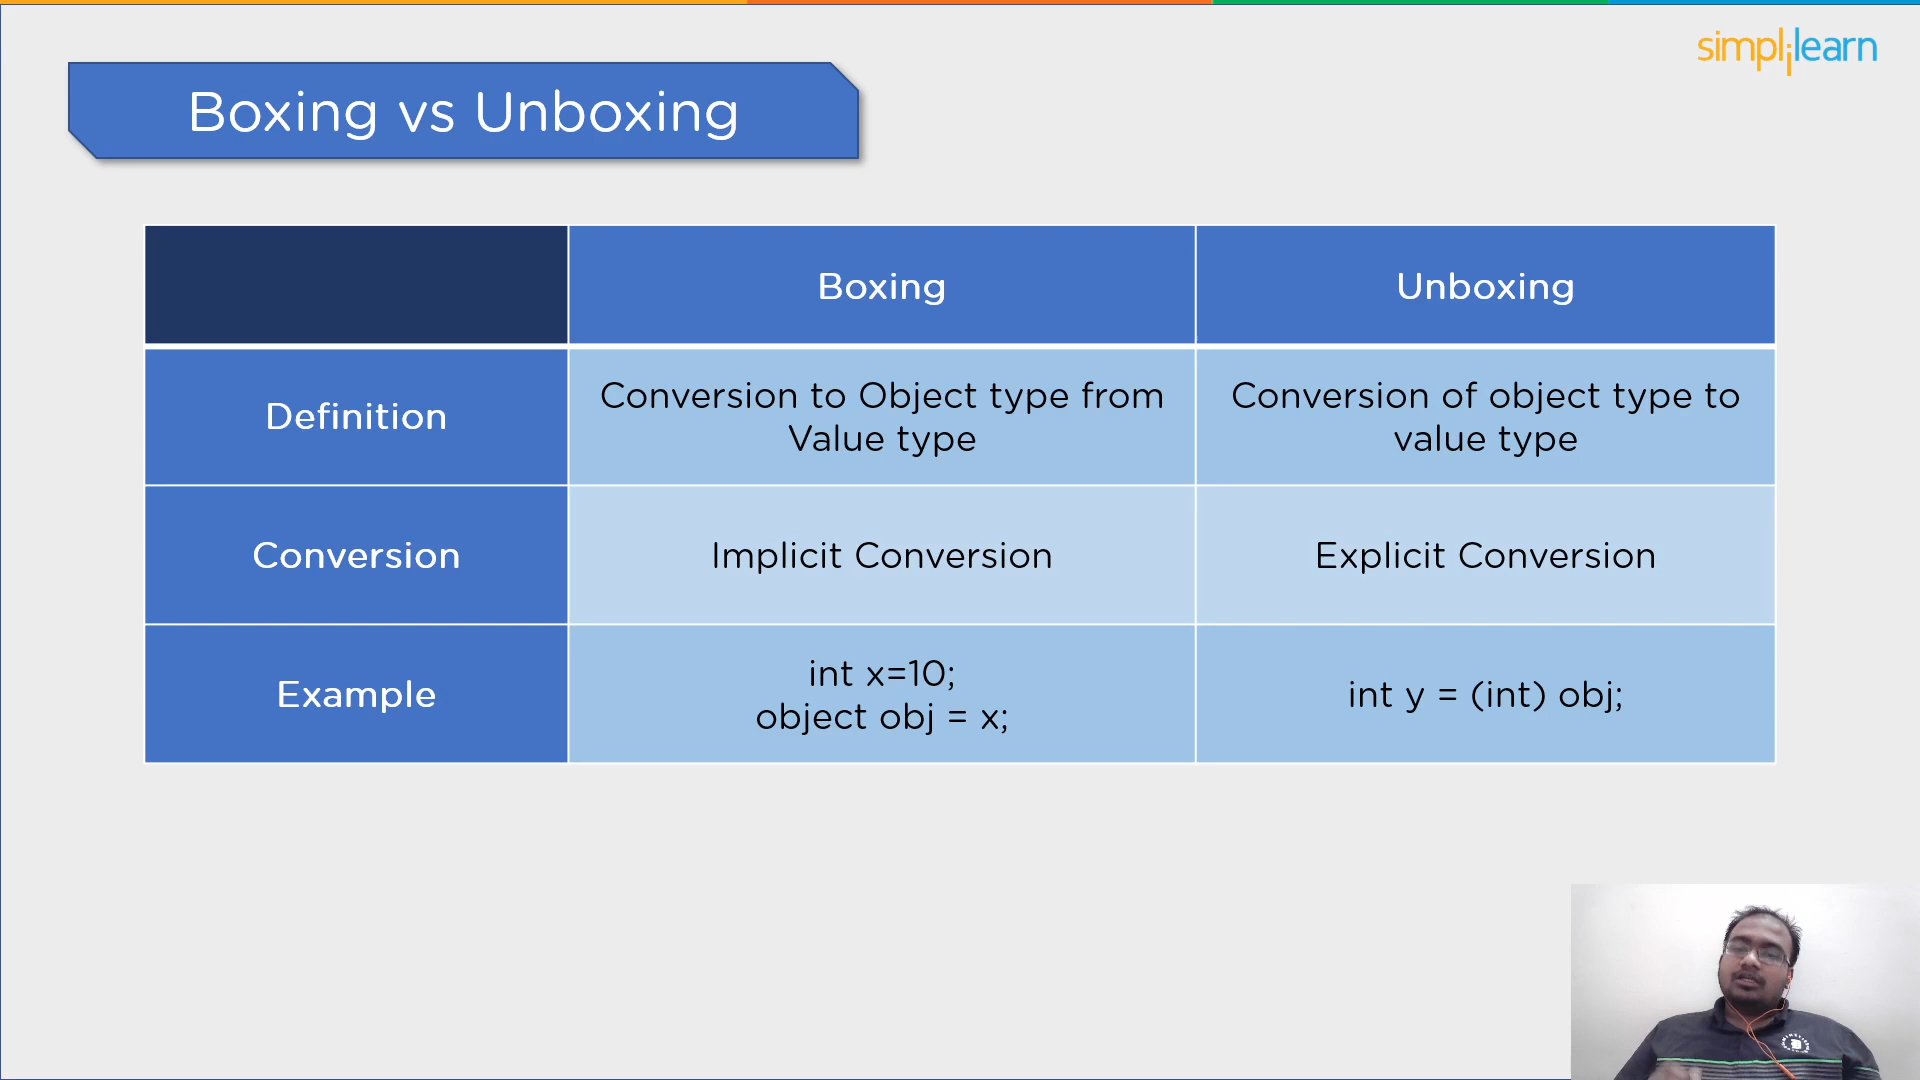 simplilearn
Boxing vs Unboxing
Boxing
Unboxing
Definition
Conversion to Object type from
Value type
Conversion of object type to
value type
Conversion
Implicit Conversion
Explicit Conversion
Example
int x=10;
object obj = x;
int y = (int) obj;